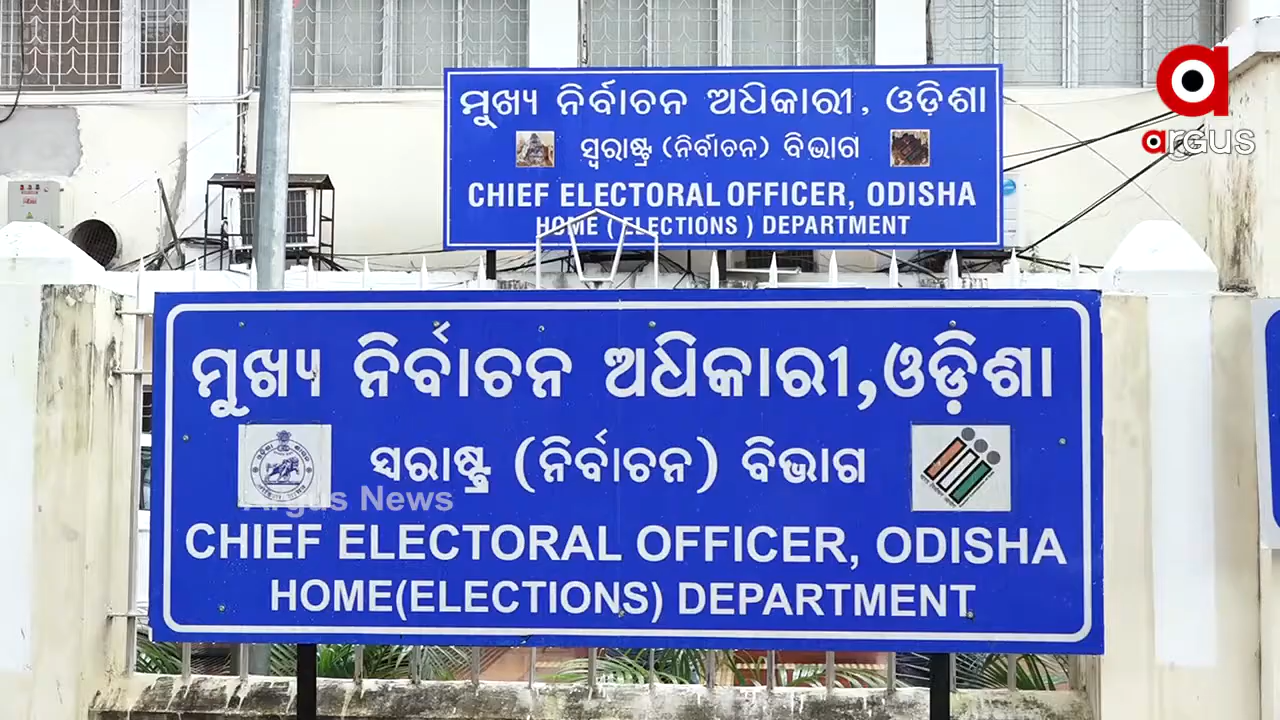 ମୁଖ୍ୟ ନିର୍ବାଚନ ଅଧିକାରୀ, ଓଡ଼ିଶା
ସ୍ୱରାଷ୍ଟ୍ର (ନିର୍ବାଚନ) ବିଭାଗ
CHIEF ELECTORAL OFFICER, ODISHA
HOME (ELECTIONS) DEPARTMENT
argus
ମୁଖ୍ୟ ନିର୍ବାଚନ ଅଧିକାରୀ,ଓଡ଼ିଶା
ସ୍ବରାଷ୍ଟ୍ର (ନିର୍ବାଚନ) ବିଭାଗ
Argus News
CHIEF ELECTORAL OFFICER, ODISHA
HOME(ELECTIONS) DEPARTMENT